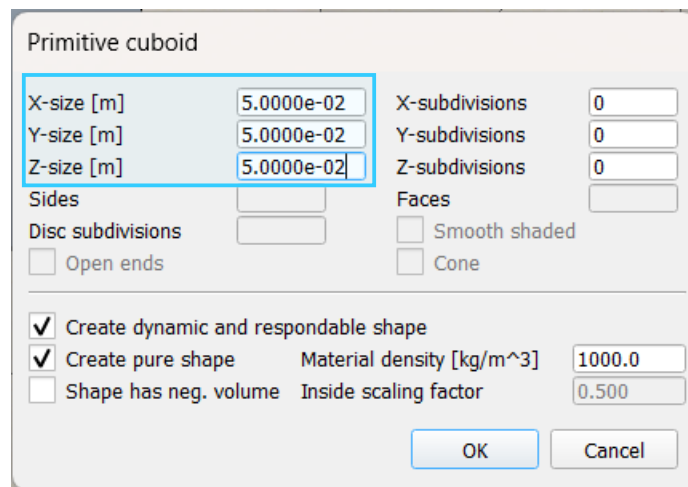 Primitive cuboid
X-size [m] 5.0000e-02 X-subdivisions 0
Y-size [m] 5.0000e-02 Y-subdivisions 0
Z-size [m] 5.0000e-02 Z-subdivisions 0
Sides Faces
Disc subdivisions Smooth shaded
Open ends Cone
Create dynamic and respondable shape
Create pure shape Material density [kg/m^3] 1000.0
Shape has neg. volume Inside scaling factor 0.500
OK Cancel